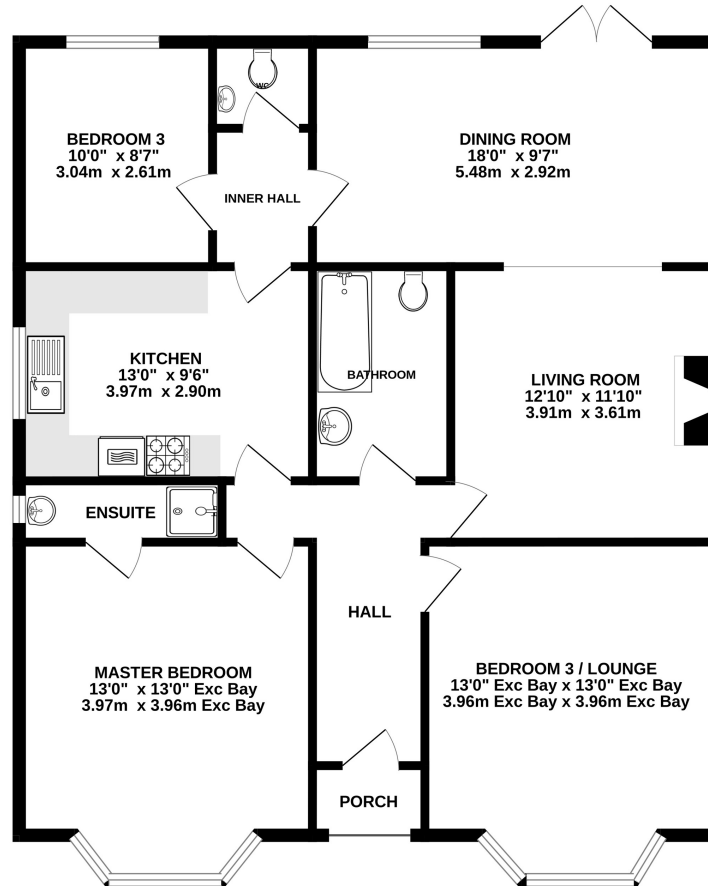 WC
BEDROOM 3
10'0" x 8'7"
3.04m x 2.61m
DINING ROOM
18'0" x 9'7"
5.48m x 2.92m
INNER HALL
KITCHEN
13'0" x 9'6"
3.97m x 2.90m
BATHROOM
LIVING ROOM
12'10" x 11'10"
3.91m x 3.61m
ENSUITE
HALL
MASTER BEDROOM
13'0" x 13'0" Exc Bay
3.97m x 3.96m Exc Bay
BEDROOM 3 / LOUNGE
13'0" Exc Bay x 13'0" Exc Bay
3.96m Exc Bay x 3.96m Exc Bay
PORCH